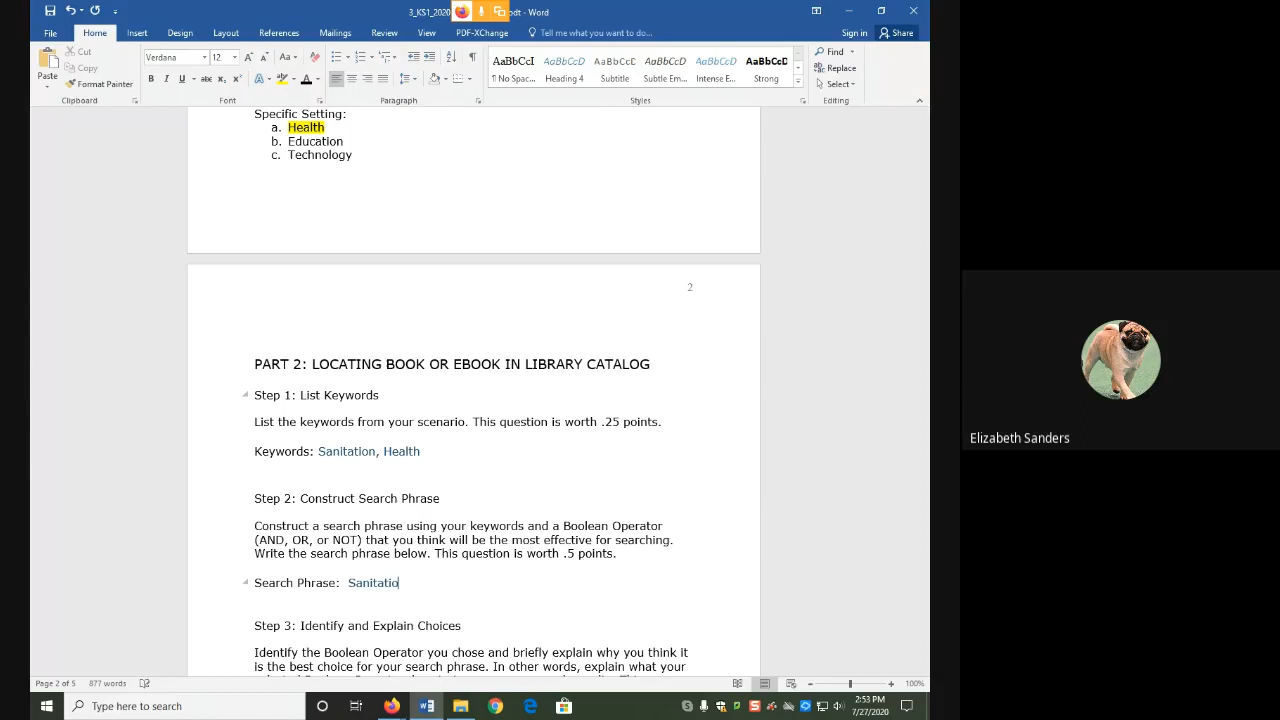 3_KS1_2020
odt - Word
File
Home
Insert
Design
Layout
References
Mailings
Review
View
PDF-XChange
Tell me what you want to do...
Sign in
Share
Paste
Cut
Copy
Format Painter
Clipboard
Verdana
12
Font
Paragraph
AaBbCcI
¶ No Spac...
AaBbCcD
Heading 4
AaBbCcD
Subtitle
AaBbCcD
Subtle Em...
AaBbCcD
Intense E...
AaBbCcD
Strong
Styles
Find
Replace
Select
Editing
Specific Setting:
a. Health
b. Education
c. Technology
2
PART 2: LOCATING BOOK OR EBOOK IN LIBRARY CATALOG
Step 1: List Keywords
List the keywords from your scenario. This question is worth .25 points.
Keywords: Sanitation, Health
Step 2: Construct Search Phrase
Construct a search phrase using your keywords and a Boolean Operator
(AND, OR, or NOT) that you think will be the most effective for searching.
Write the search phrase below. This question is worth .5 points.
Search Phrase: Sanitatio
Step 3: Identify and Explain Choices
Identify the Boolean Operator you chose and briefly explain why you think it
is the best choice for your search phrase. In other words, explain what your
Elizabeth Sanders
Page 2 of 5
877 words
100%
Type here to search
2:53 PM
7/27/2020